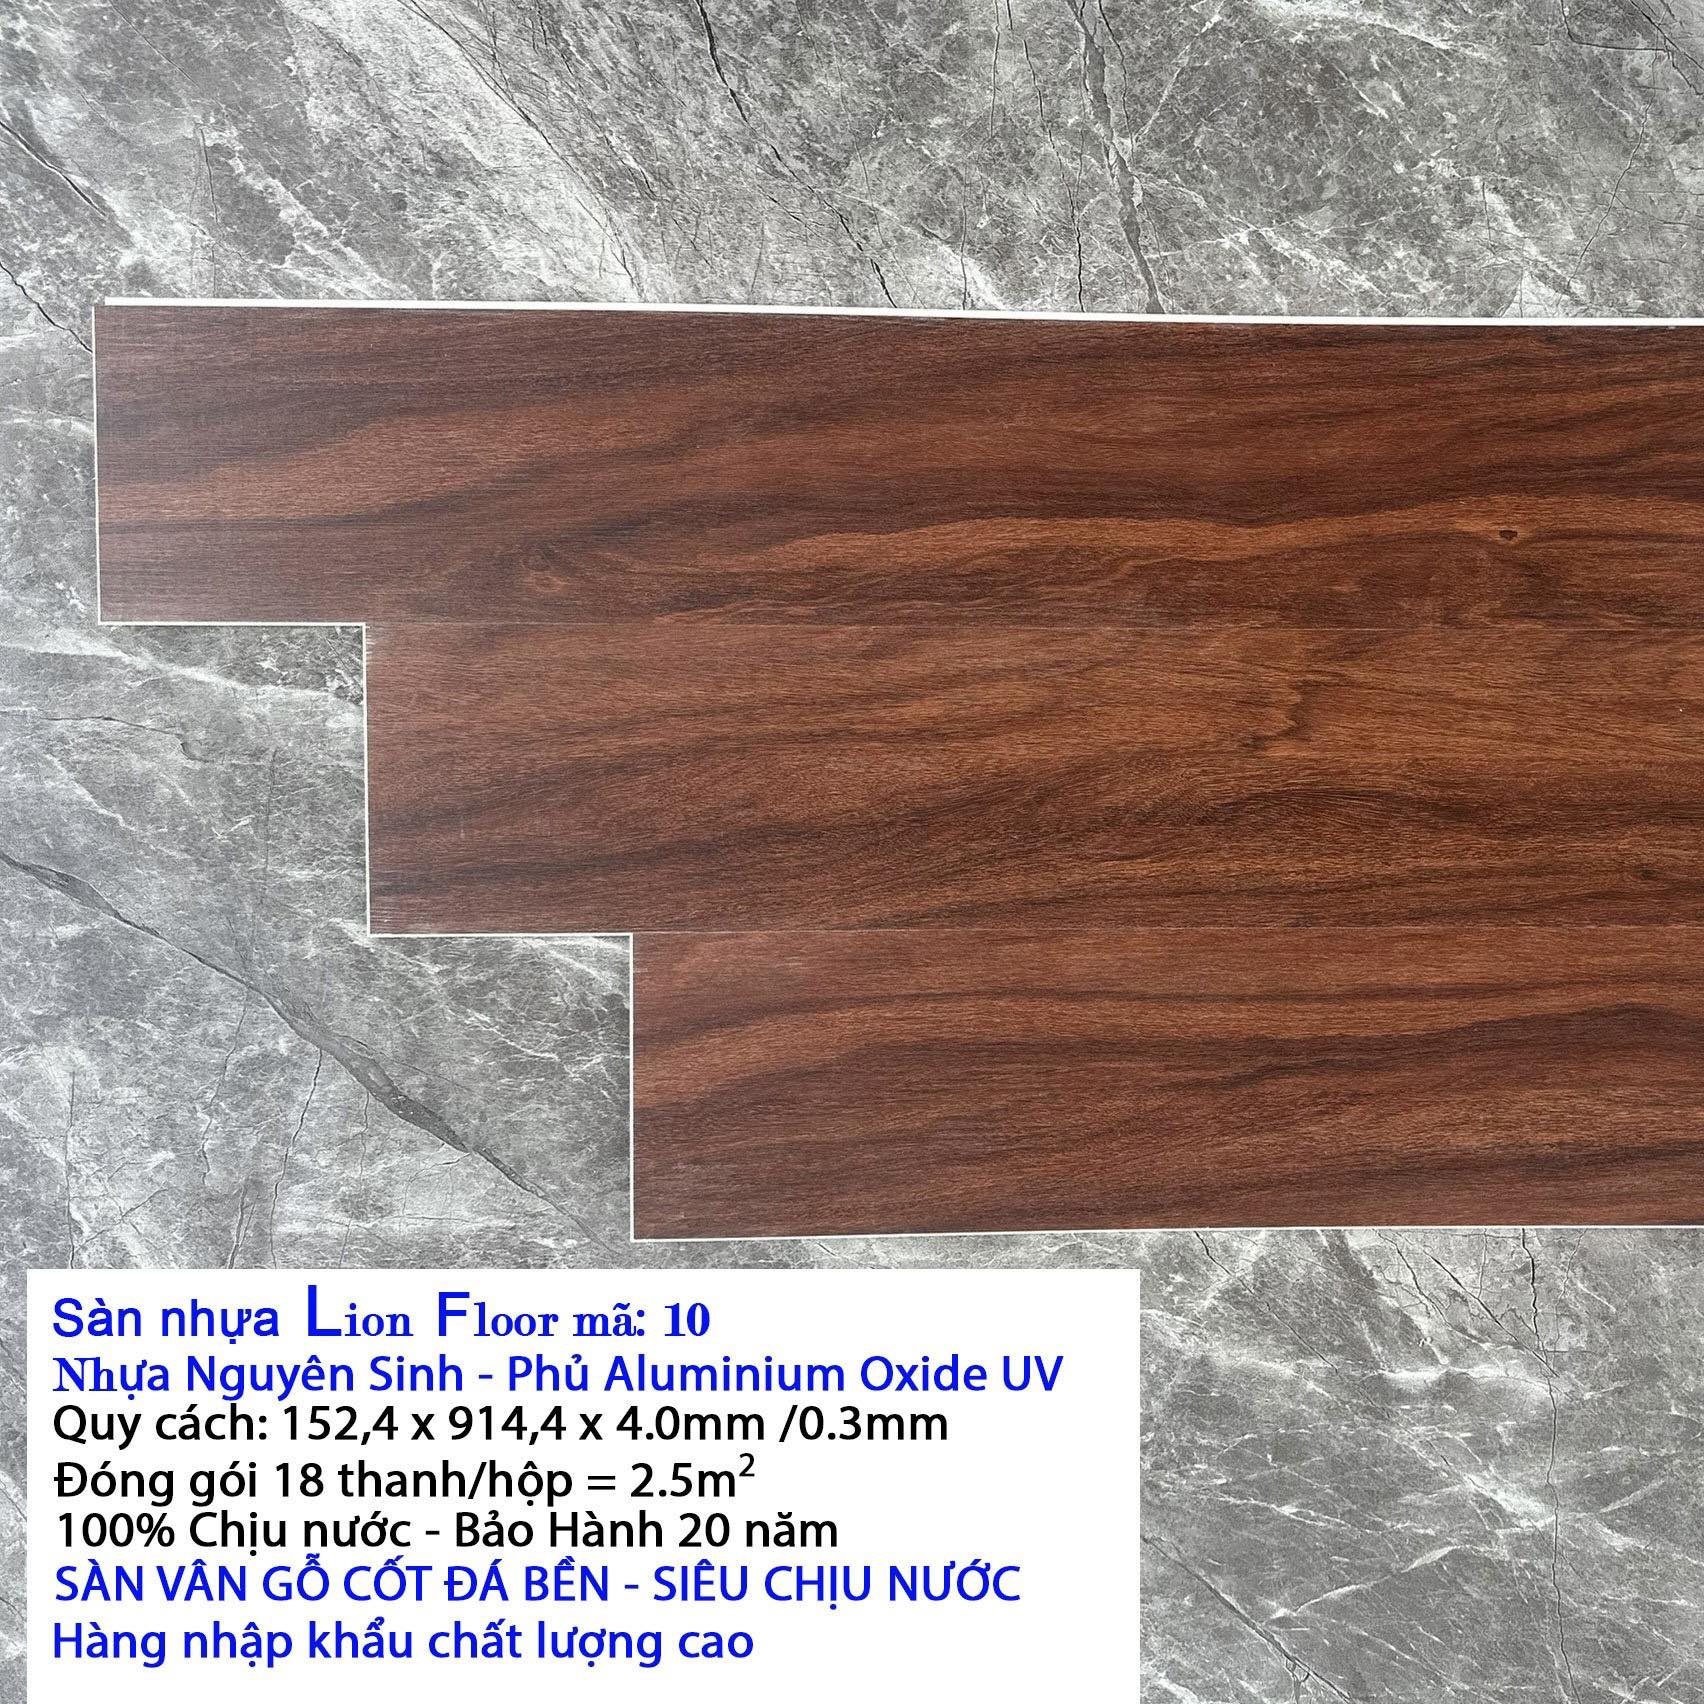 Sàn nhựa Lion Floor mã: 10
Nhựa Nguyên Sinh - Phủ Aluminium Oxide UV
Quy cách: 152,4 x 914,4 x 4.0mm /0.3mm
Đóng gói 18 thanh/hộp = 2.5m²
100% Chịu nước - Bảo Hành 20 năm
SÀN VÂN GỖ CỐT ĐÁ BỀN - SIÊU CHỊU NƯỚC
Hàng nhập khẩu chất lượng cao